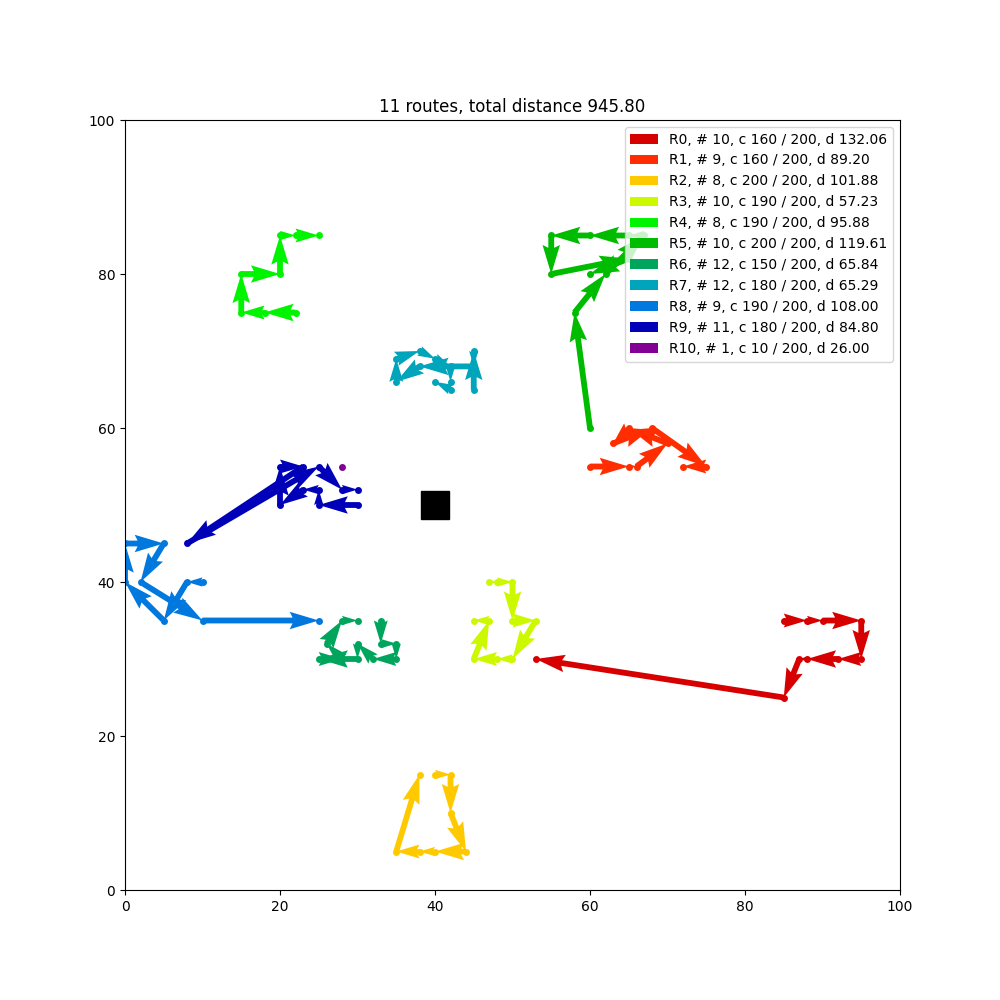 11 routes, total distance 945.80
100
R0, # 10, c 160 / 200, d 132.06
R1, # 9, c 160 / 200, d 89.20
R2, # 8, c 200 / 200, d 101.88
R3, # 10, c 190 / 200, d 57.23
R4, # 8, c 190 / 200, d 95.88
R5, # 10, c 200 / 200, d 119.61
R6, # 12, c 150 / 200, d 65.84
R7, # 12, c 180 / 200, d 65.29
R8, # 9, c 190 / 200, d 108.00
R9, # 11, c 180 / 200, d 84.80
R10, # 1, c 10 / 200, d 26.00
80
60
40
20
0
0 20 40 60 80 100